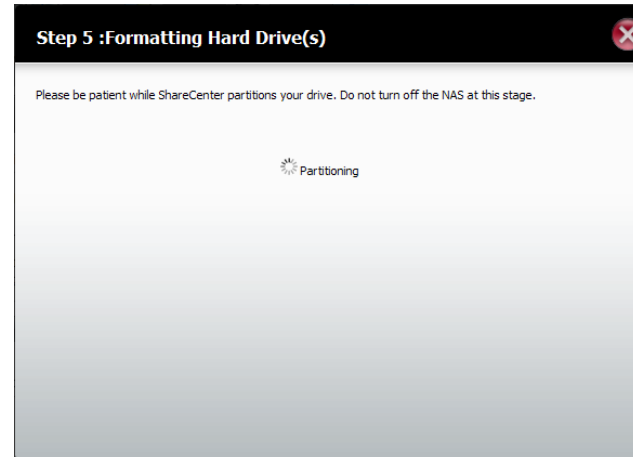 Step 5 :Formatting Hard Drive(s)
Please be patient while ShareCenter partitions your drive. Do not turn off the NAS at this stage.
Partitioning